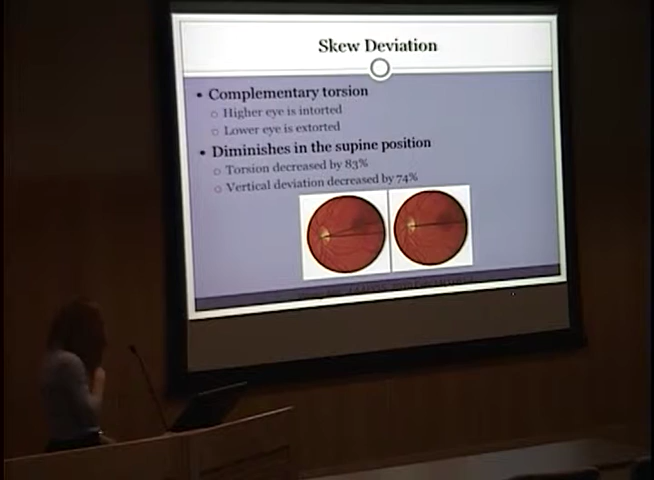 Skew Deviation
• Complementary torsion
○ Higher eye is intorted
○ Lower eye is extorted
• Diminishes in the supine position
○ Torsion decreased by 83%
○ Vertical deviation decreased by 74%